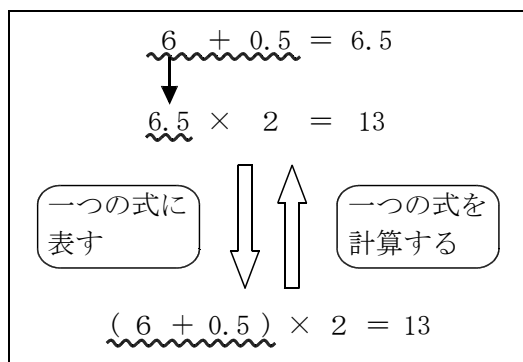 6 + 0.5 = 6.5
6.5 × 2 = 13
一つの式に
表す
一つの式を
計算する
( 6 + 0.5 ) × 2 = 13